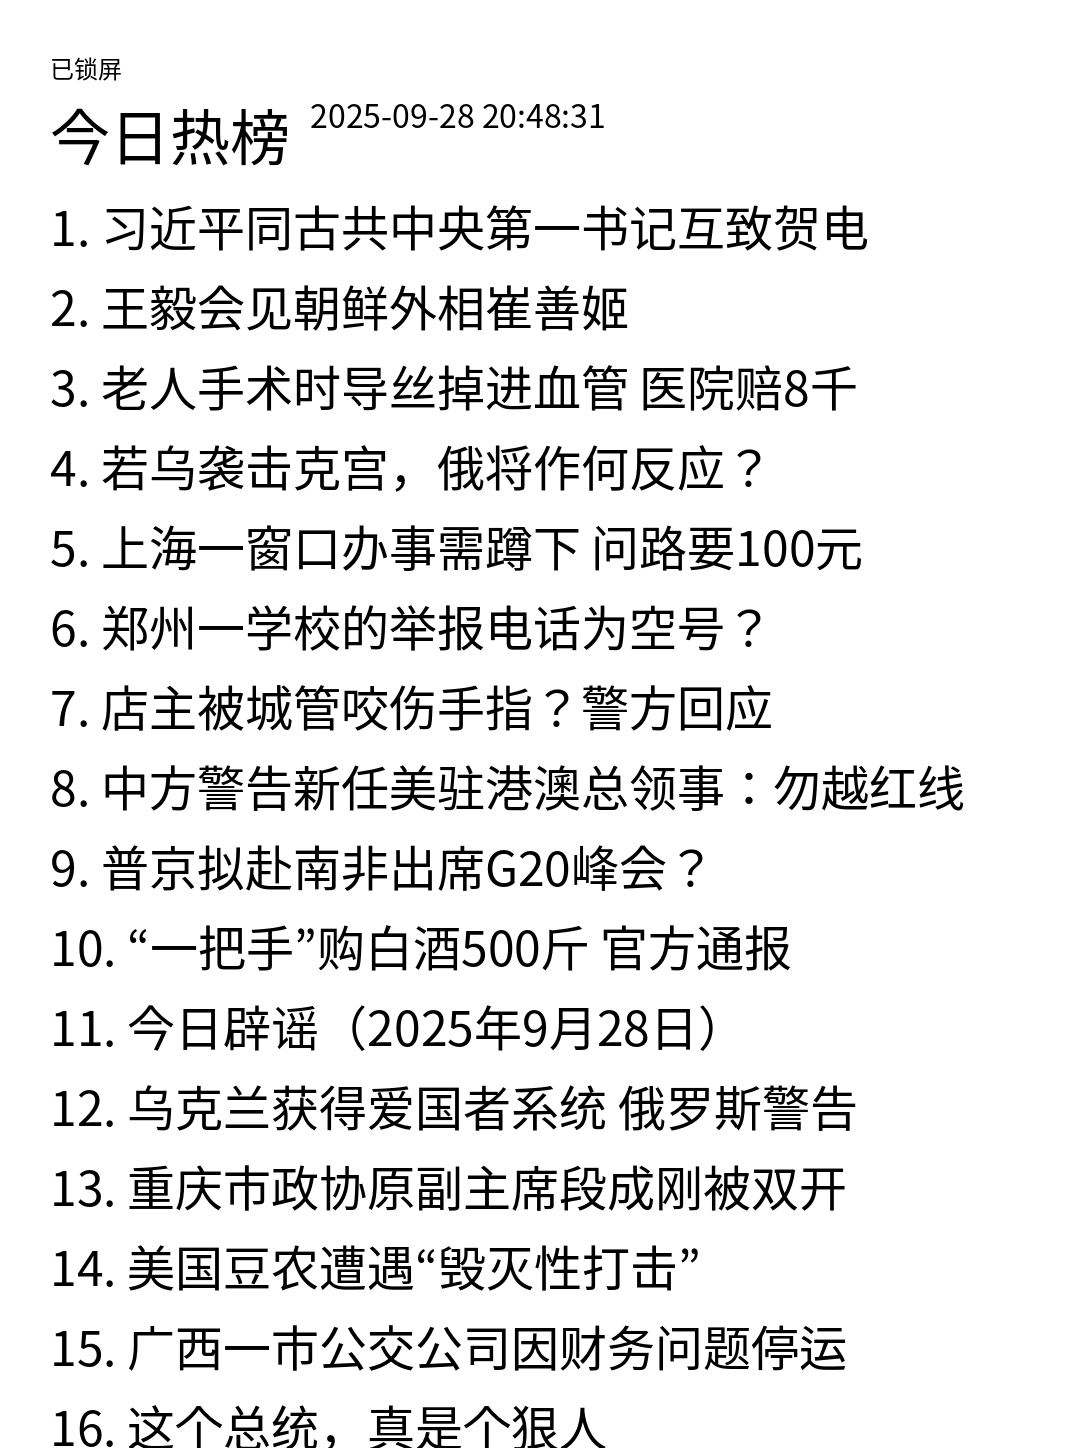 已锁屏
今日热榜 2025-09-28 20:48:31
1. 习近平同古共中央第一书记互致贺电
2. 王毅会见朝鲜外相崔善姬
3. 老人手术时导丝掉进血管 医院赔8千
4. 若乌袭击克宫，俄将作何反应？
5. 上海一窗口办事需蹲下 问路要100元
6. 郑州一学校的举报电话为空号？
7. 店主被城管咬伤手指？警方回应
8. 中方警告新任美驻港澳总领事：勿越红线
9. 普京拟赴南非出席G20峰会？
10. “一把手”购白酒500斤 官方通报
11. 今日辟谣（2025年9月28日）
12. 乌克兰获得爱国者系统 俄罗斯警告
13. 重庆市政协原副主席段成刚被双开
14. 美国豆农遭遇“毁灭性打击”
15. 广西一市公交公司因财务问题停运
16. 这个总统，真是个狠人